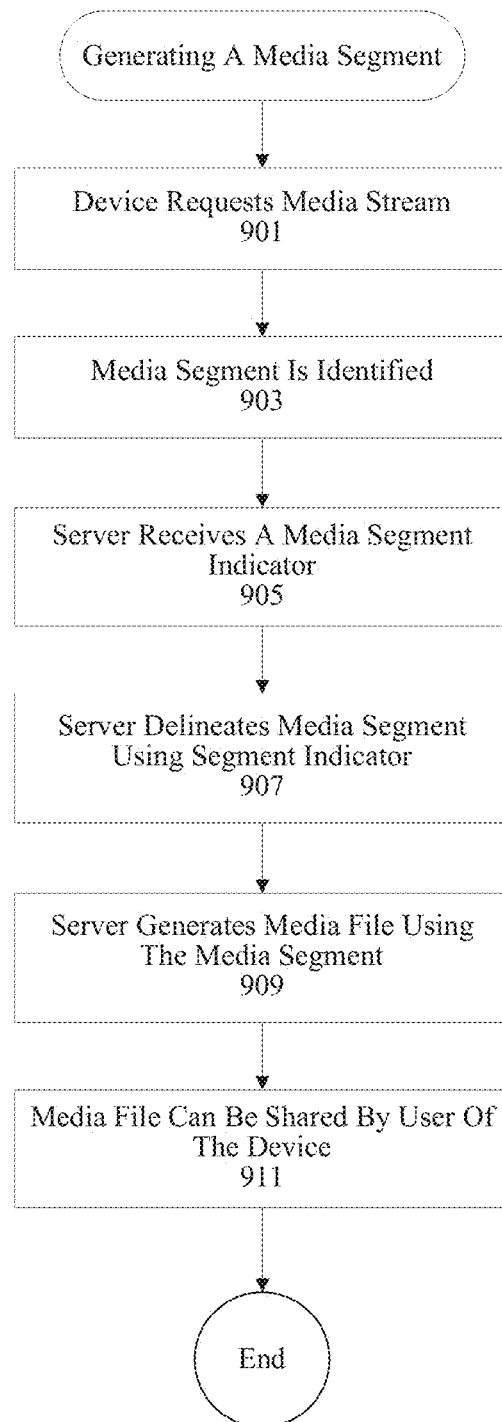 Generating A Media Segment
Device Requests Media Stream
901
Media Segment Is Identified
903
Server Receives A Media Segment
Indicator
905
Server Delineates Media Segment
Using Segment Indicator
907
Server Generates Media File Using
The Media Segment
909
Media File Can Be Shared By User Of
The Device
911
End